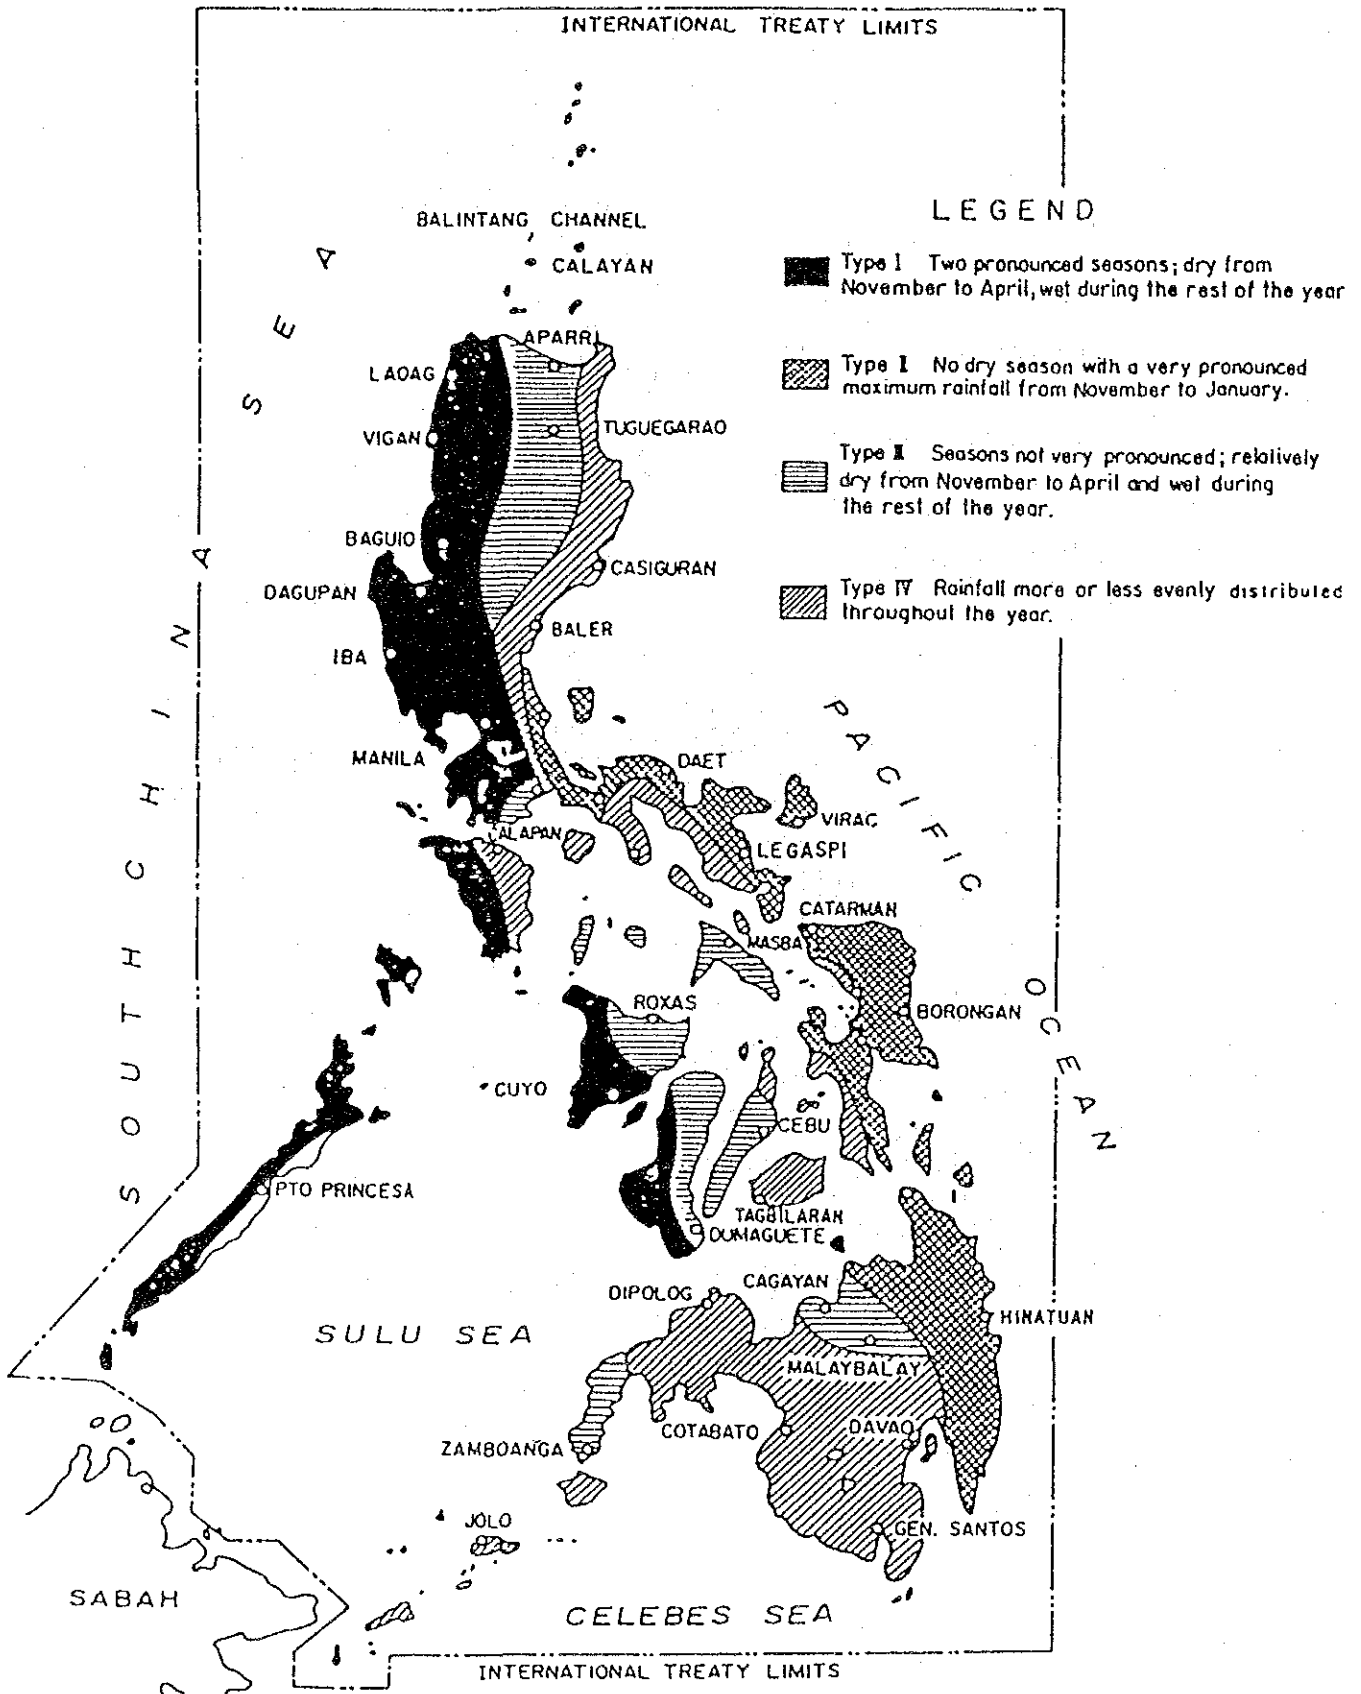 INTERNATIONAL TREATY LIMITS
BALINTANG CHANNEL
CALAYAN
LEGEND
Type I Two pronounced seasons; dry from
November to April, wet during the rest of the year
Type I No dry season with a very pronounced
maximum rainfall from November to January.
Type II Seasons not very pronounced; relatively
dry from November to April and wet during
the rest of the year.
Type IV Rainfall more or less evenly distributed
throughout the year.
SOUTH CHINA SEA
APARRI
LAOAG
VIGAN
TUGUEGARAO
BAGUIO
CASIGURAN
DAGUPAN
BALER
IBA
PACIFIC OCEAN
MANILA
DAET
VIRAC
ALAPAN
LEGASPI
CATARMAN
MASBA
ROXAS
BORONGAN
CUYO
CEBU
PTO PRINCESA
TAGBILARAN
DUMAGUETE
CAGAYAN
DIPOLOG
HINATUAN
SULU SEA
MALAYBALAY
COTABATO
DAVAO
ZAMBOANGA
JOLO
GEN. SANTOS
SABAH
CELEBES SEA
INTERNATIONAL TREATY LIMITS